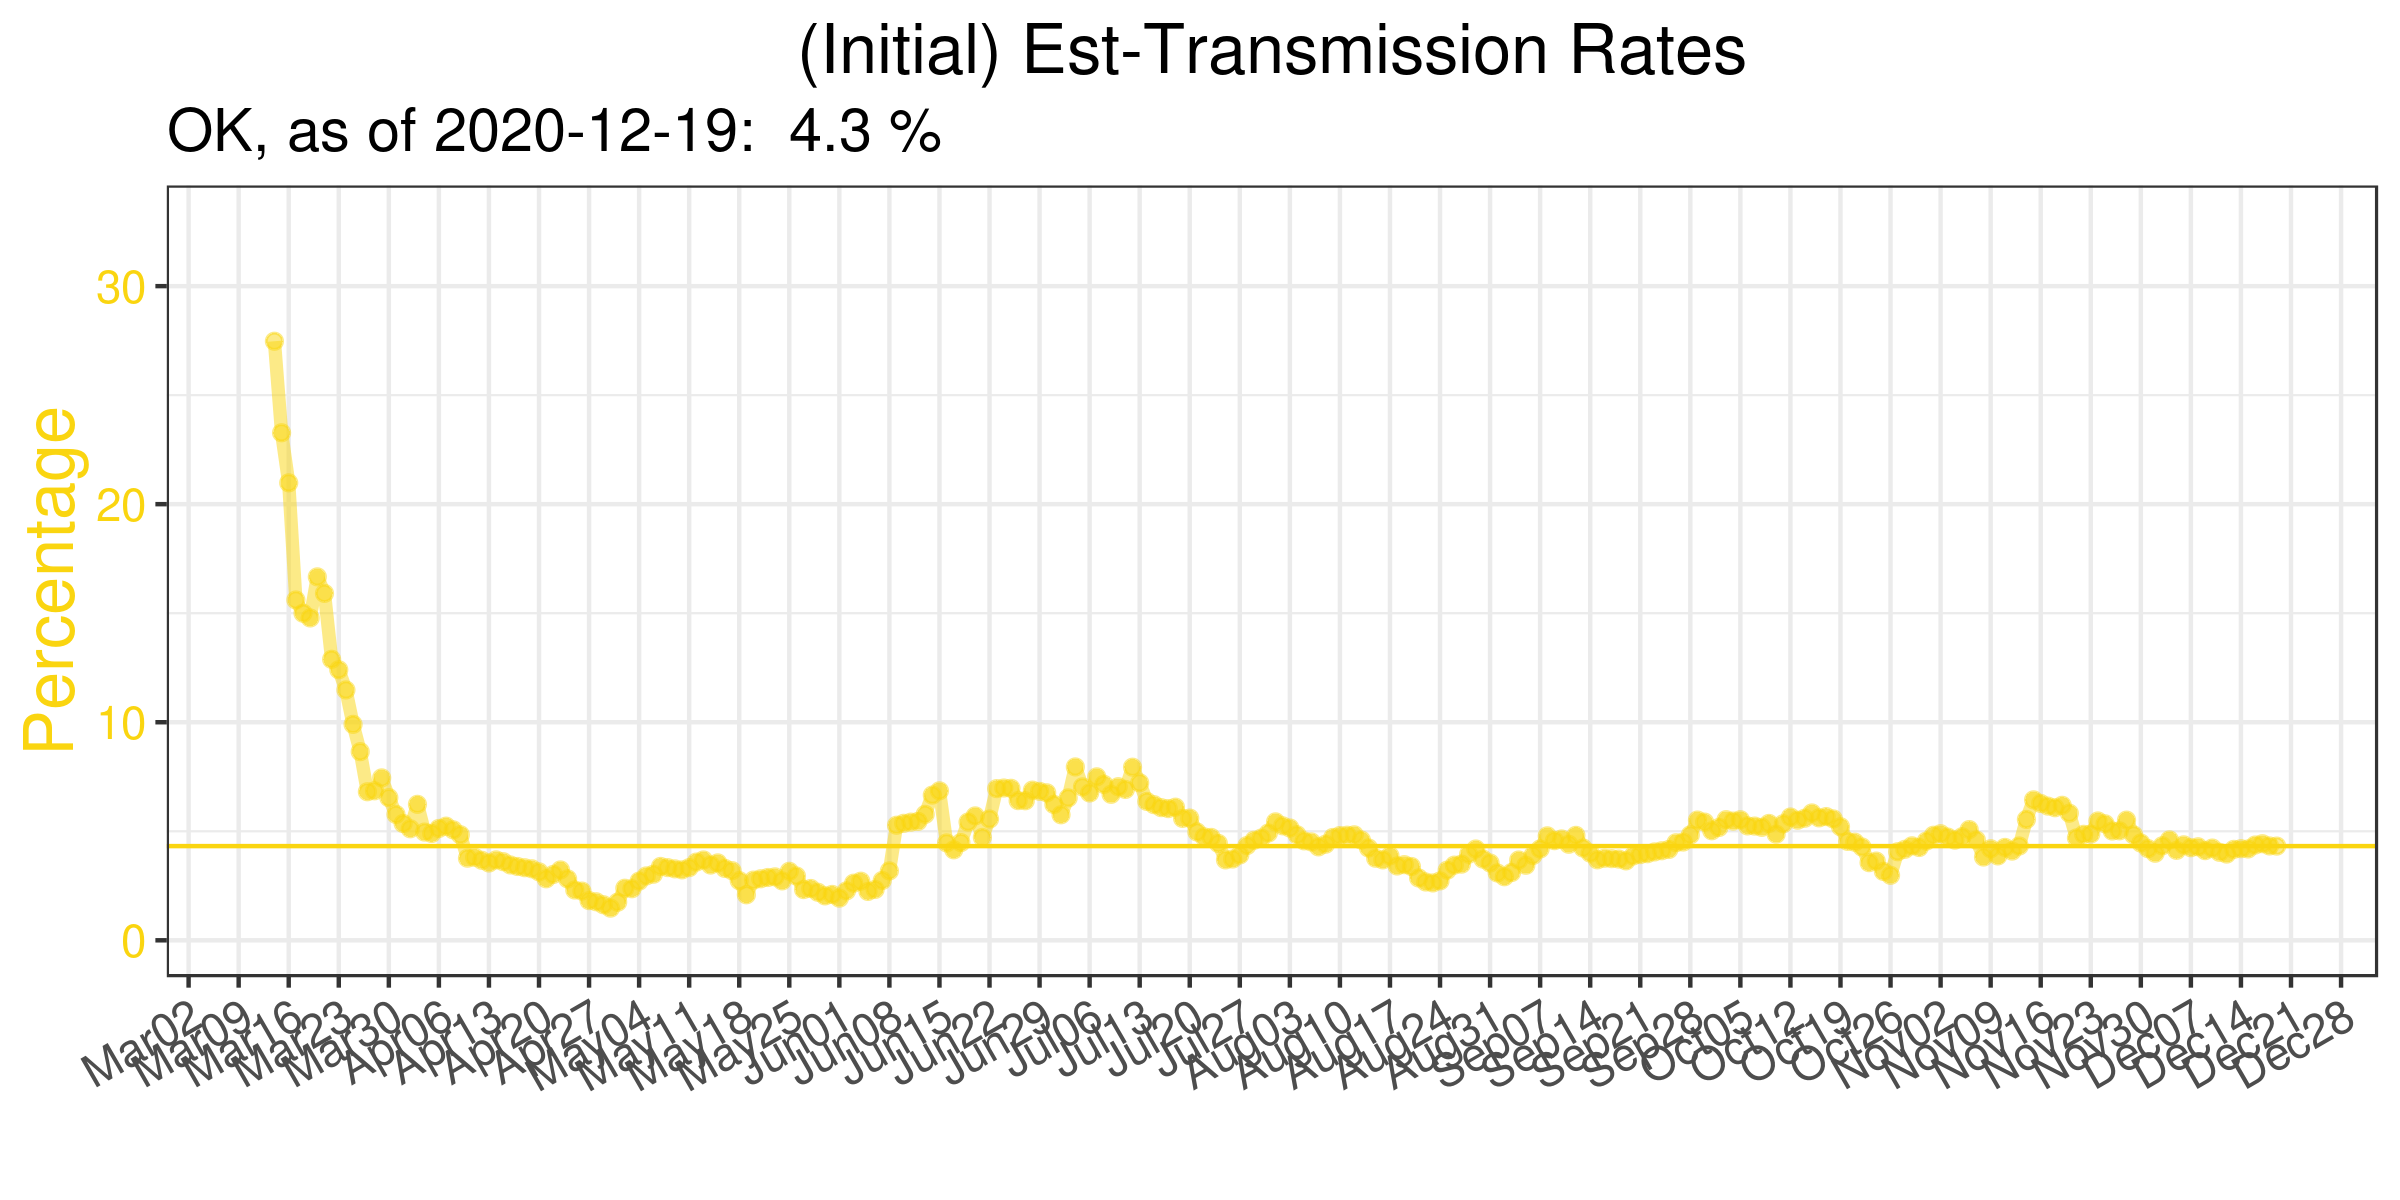 (Initial) Est-Transmission Rates
OK, as of 2020-12-19:  4.3 %
Percentage
30
20
10
0
Mar02
Mar09
Mar16
Mar23
Mar30
Apr06
Apr13
Apr20
Apr27
May04
May11
May18
May25
Jun01
Jun08
Jun15
Jun22
Jun29
Jul06
Jul13
Jul20
Jul27
Aug03
Aug10
Aug17
Aug24
Aug31
Sep07
Sep14
Sep21
Sep28
Oct05
Oct12
Oct19
Oct26
Nov02
Nov09
Nov16
Nov23
Nov30
Dec07
Dec14
Dec21
Dec28